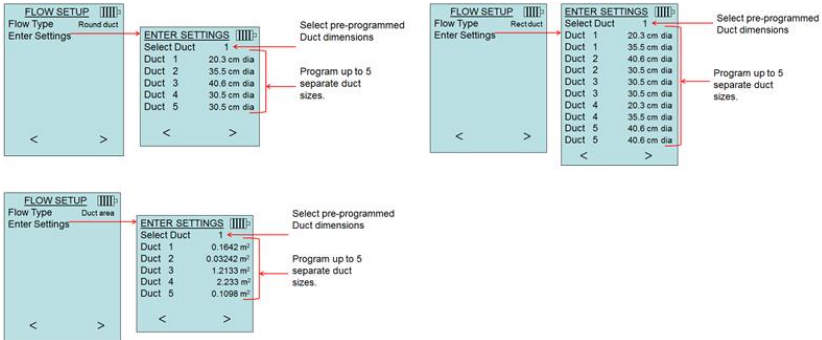 FLOW SETUP
Flow Type Round duct
Enter Settings
ENTER SETTINGS
Select Duct 1
Duct 1 20.3 cm dia
Duct 2 35.5 cm dia
Duct 3 40.6 cm dia
Duct 4 30.5 cm dia
Duct 5 30.5 cm dia
< >
< >
Select pre-programmed
Duct dimensions
Program up to 5
separate duct
sizes.
FLOW SETUP
Flow Type Rect duct
Enter Settings
ENTER SETTINGS
Select Duct 1
Duct 1 20.3 cm dia
Duct 1 35.5 cm dia
Duct 2 40.6 cm dia
Duct 2 30.5 cm dia
Duct 3 30.5 cm dia
Duct 3 30.5 cm dia
Duct 4 20.3 cm dia
Duct 4 35.5 cm dia
Duct 5 40.6 cm dia
Duct 5 40.6 cm dia
< >
< >
Select pre-programmed
Duct dimensions
Program up to 5
separate duct
sizes.
FLOW SETUP
Flow Type Duct area
Enter Settings
ENTER SETTINGS
Select Duct 1
Duct 1 0.1642 m²
Duct 2 0.03242 m²
Duct 3 1.2133 m²
Duct 4 2.233 m²
Duct 5 0.1098 m²
< >
< >
Select pre-programmed
Duct dimensions
Program up to 5
separate duct
sizes.